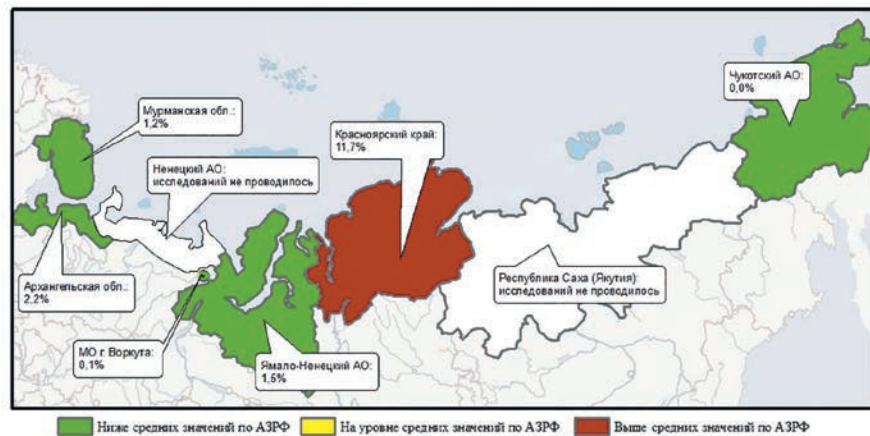 Чукотский АО:
0,0%
Мурманская обл.:
1,2%
Красноярский край:
11,7%
Ненецкий АО:
исследований не проводилось
Республика Саха (Якутия):
исследований не проводилось
Архангельская обл.:
2,2%
МО г. Воркута:
0,1%
Ямало-Ненецкий АО:
1,5%
Ниже средних значений по АЗРФ
На уровне средних значений по АЗРФ
Выше средних значений по АЗРФ